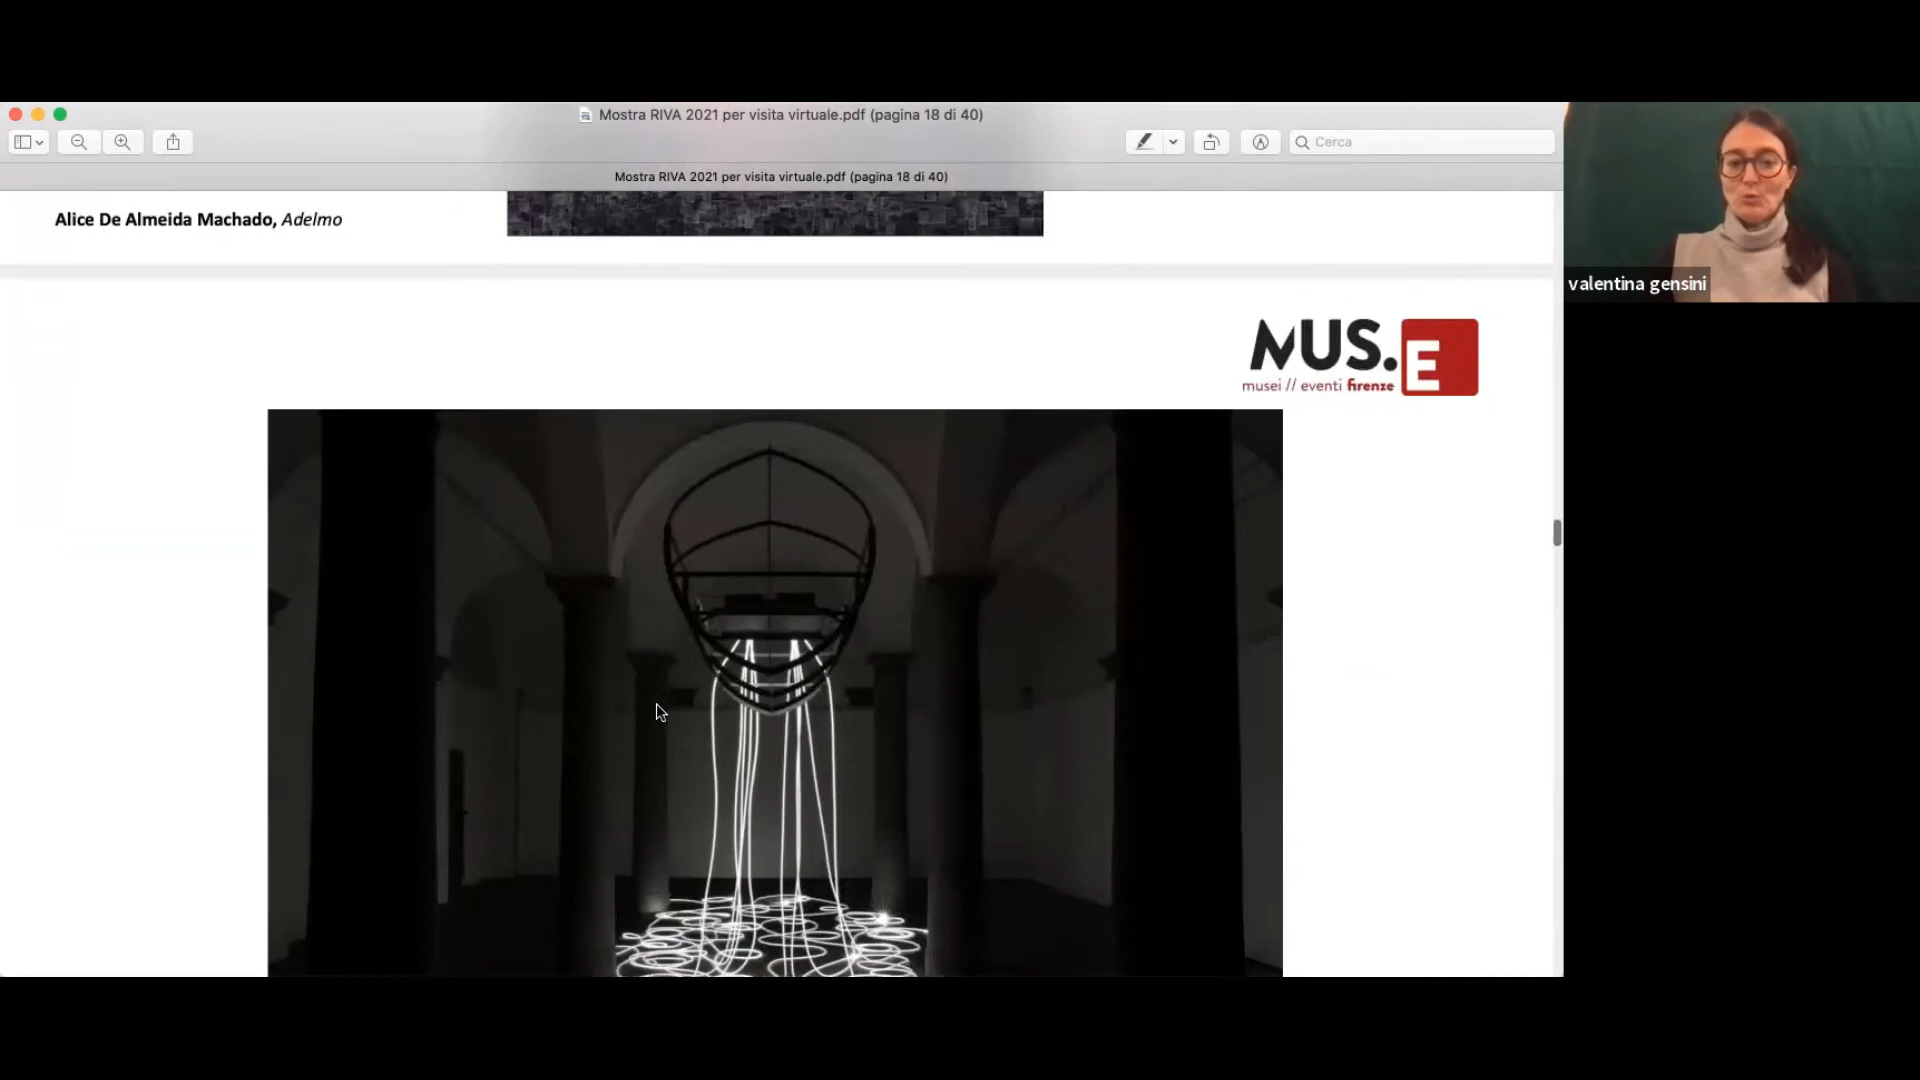 Mostra RIVA 2021 per visita virtuale.pdf (pagina 18 di 40)
Cerca
Mostra RIVA 2021 per visita virtuale.pdf (pagina 18 di 40)
Alice De Almeida Machado, Adelmo
MUS.E
musei // eventi firenze
valentina gensini